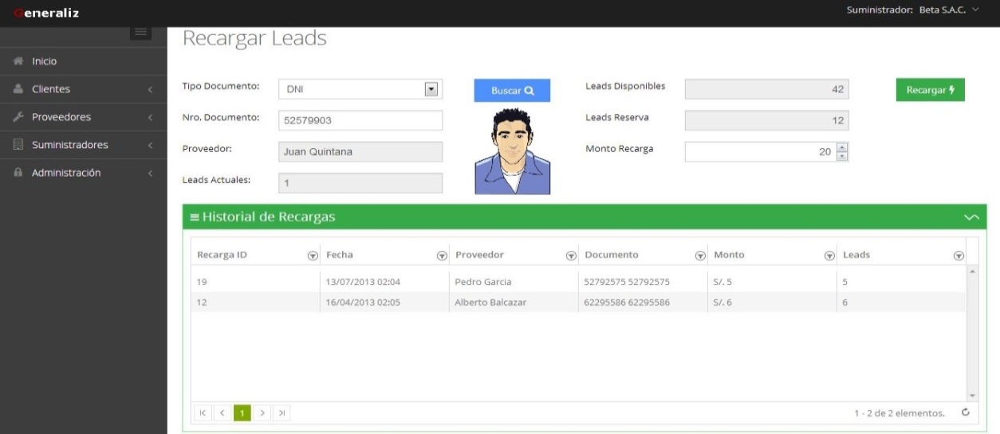 Generaliz
Suministrador: Beta S.A.C.
Recargar Leads
Inicio
Clientes
Proveedores
Suministradores
Administración
Tipo Documento: DNI
Buscar
Leads Disponibles 42
Recargar
Nro. Documento: 52579903
Leads Reserva 12
Proveedor: Juan Quintana
Monto Recarga 20
Leads Actuales: 1
Historial de Recargas
Recarga ID Fecha Proveedor Documento Monto Leads
19 13/07/2013 02:04 Pedro Garcia 52792575 52792575 S/. 5 5
12 16/04/2013 02:05 Alberto Balcazar 62295586 62295586 S/. 6 6
1
1 - 2 de 2 elementos.